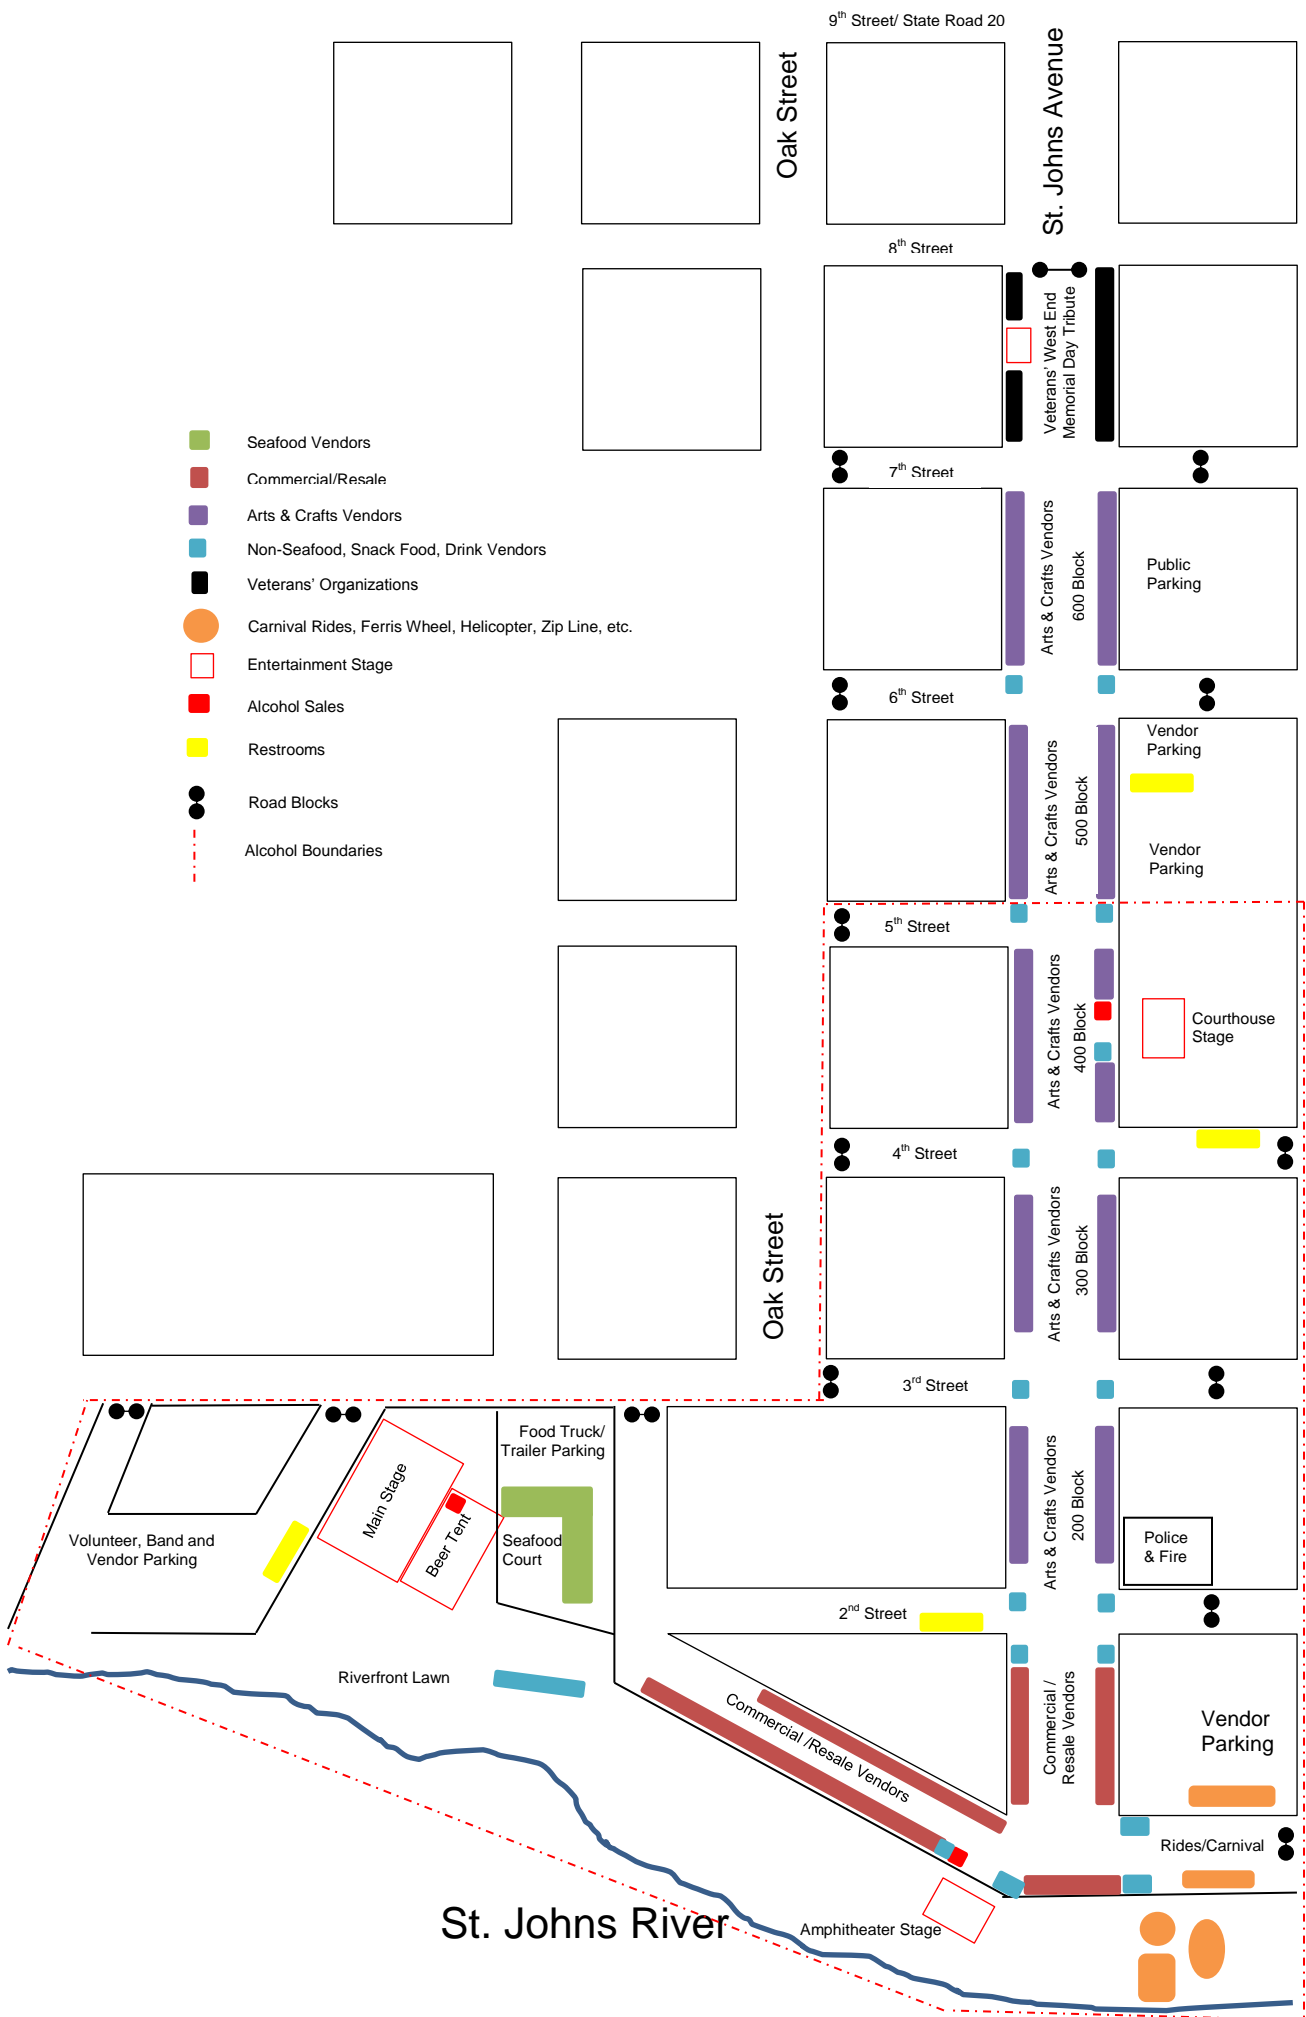 9th Street/ State Road 20
Oak Street
St. Johns Avenue
8th Street
Veterans' West End
Memorial Day Tribute
Seafood Vendors
Commercial/Resale
Arts & Crafts Vendors
Non-Seafood, Snack Food, Drink Vendors
Veterans' Organizations
Carnival Rides, Ferris Wheel, Helicopter, Zip Line, etc.
Entertainment Stage
Alcohol Sales
Restrooms
Road Blocks
Alcohol Boundaries
7th Street
Arts & Crafts Vendors
600 Block
Public
Parking
6th Street
Arts & Crafts Vendors
500 Block
Vendor
Parking
Vendor
Parking
5th Street
Arts & Crafts Vendors
400 Block
Courthouse
Stage
4th Street
Oak Street
Arts & Crafts Vendors
300 Block
3rd Street
Food Truck/
Trailer Parking
Main Stage
Beer Tent
Seafood
Court
Volunteer, Band and
Vendor Parking
Arts & Crafts Vendors
200 Block
Police
& Fire
2nd Street
Riverfront Lawn
Commercial /Resale Vendors
Commercial /
Resale Vendors
Vendor
Parking
Rides/Carnival
St. Johns River
Amphitheater Stage